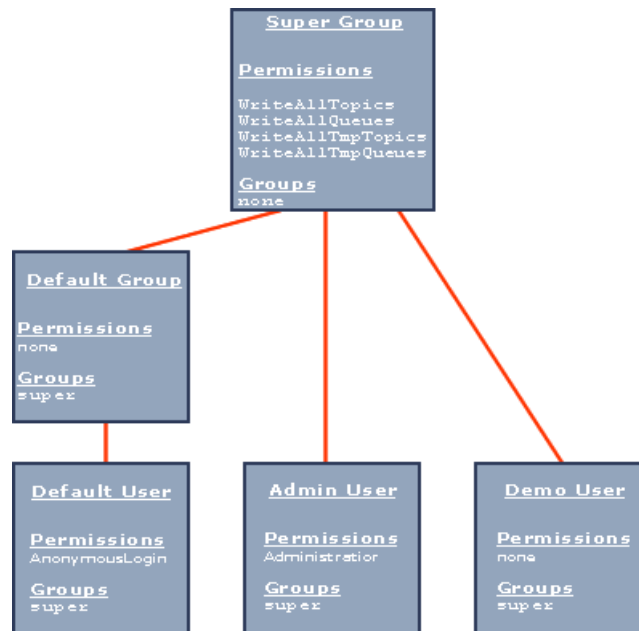 Super Group
Permissions
WriteAllTopics
WriteAllQueues
WriteAllTmpTopics
WriteAllTmpQueues
Groups
none
Default Group
Permissions
none
Groups
super
Default User
Permissions
AnonymousLogin
Groups
super
Admin User
Permissions
Administratior
Groups
super
Demo User
Permissions
none
Groups
super